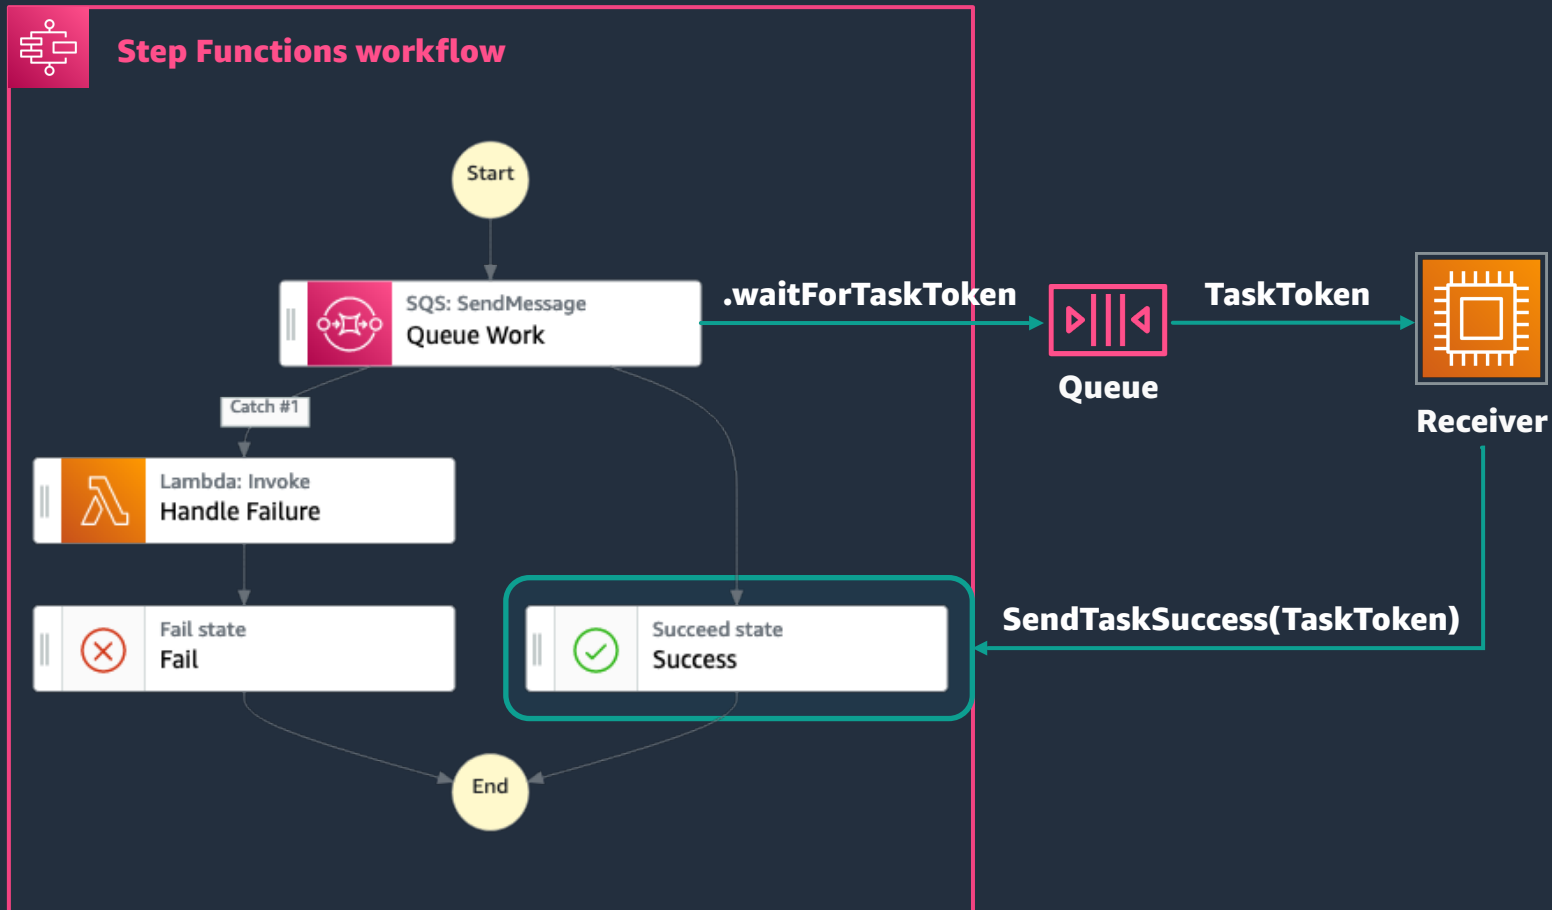 Step Functions workflow
Start
SQS: SendMessage
Queue Work
.waitForTaskToken
TaskToken
Queue
Receiver
Catch #1
Lambda: Invoke
Handle Failure
Fail state
Fail
Succeed state
Success
SendTaskSuccess(TaskToken)
End